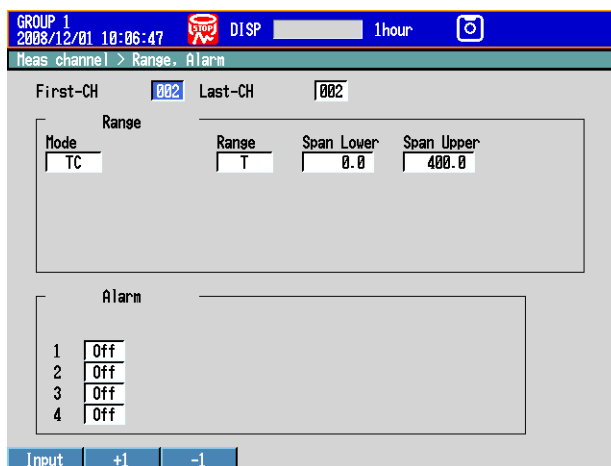 GROUP 1
2008/12/01 10:06:47 STOP DISP 1hour
Meas channel > Range, Alarm
First-CH 002 Last-CH 002
Range
Mode Range Span Lower Span Upper
TC T 0.0 400.0
Alarm
1 Off
2 Off
3 Off
4 Off
Input +1 -1